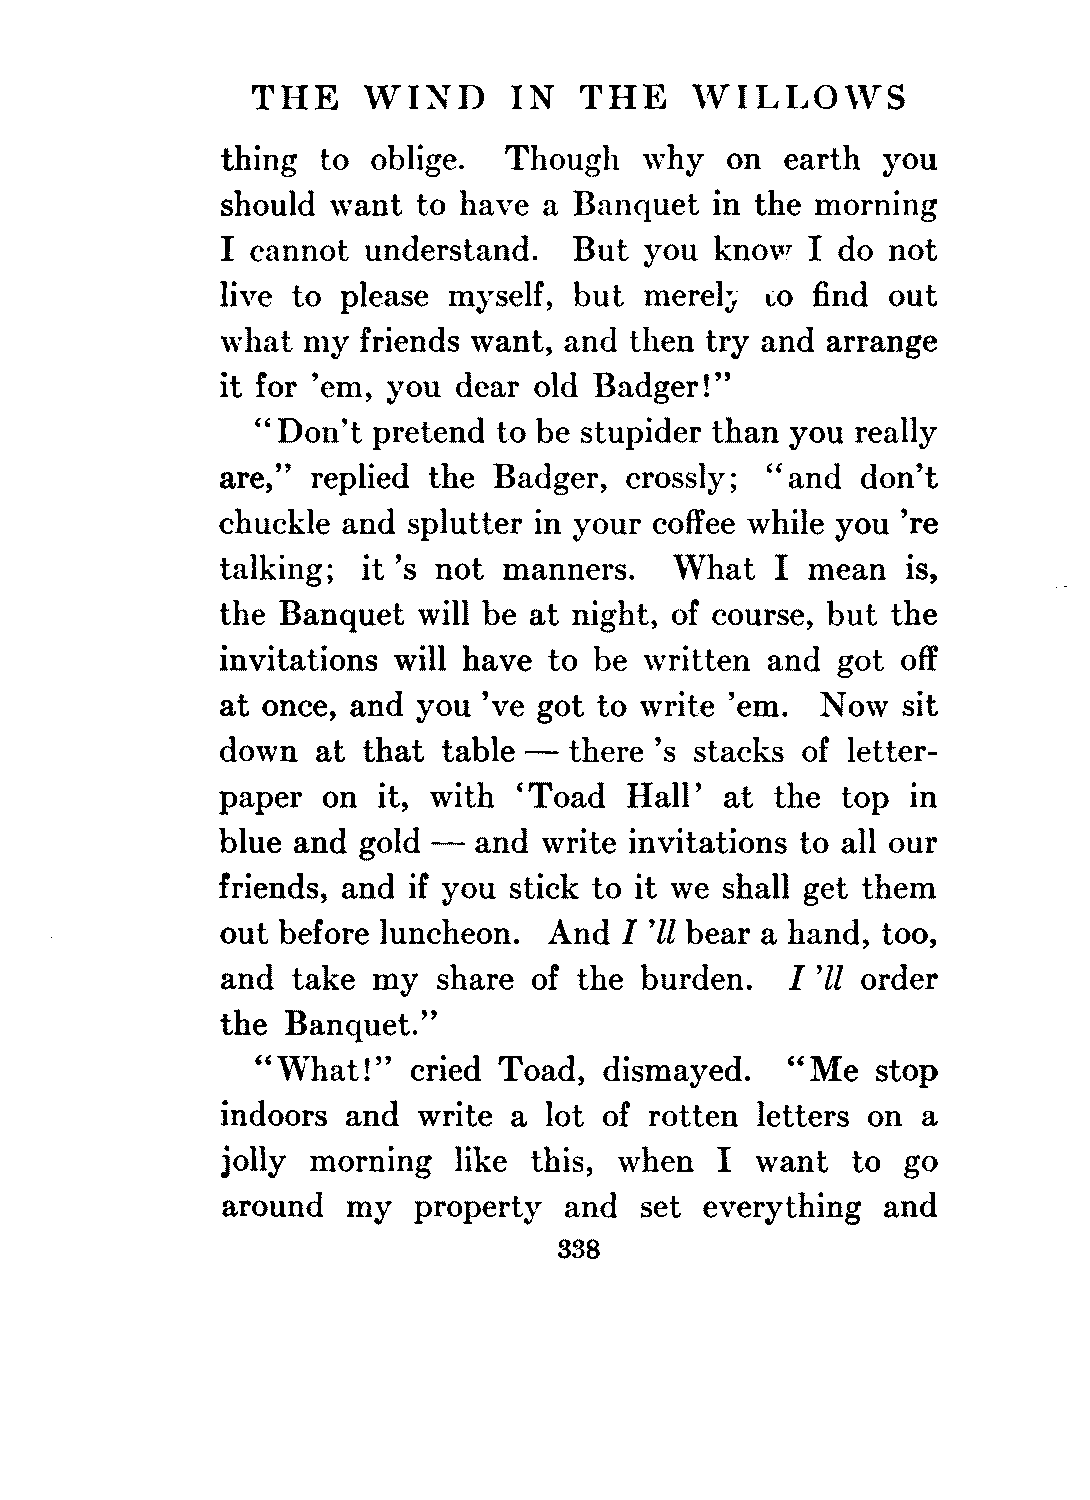 THE WIND IN THE WILLOWS
thing to oblige. Though why on earth you
should want to have a Banquet in the morning
I cannot understand. But you know I do not
live to please myself, but merely to find out
what my friends want, and then try and arrange
it for 'em, you dear old Badger!”
“Don't pretend to be stupider than you really
are,” replied the Badger, crossly; “and don't
chuckle and splutter in your coffee while you 're
talking; it 's not manners. What I mean is,
the Banquet will be at night, of course, but the
invitations will have to be written and got off
at once, and you 've got to write 'em. Now sit
down at that table — there 's stacks of letter-
paper on it, with ‘Toad Hall’ at the top in
blue and gold — and write invitations to all our
friends, and if you stick to it we shall get them
out before luncheon. And I 'll bear a hand, too,
and take my share of the burden. I 'll order
the Banquet.”
“What!” cried Toad, dismayed. “Me stop
indoors and write a lot of rotten letters on a
jolly morning like this, when I want to go
around my property and set everything and
338